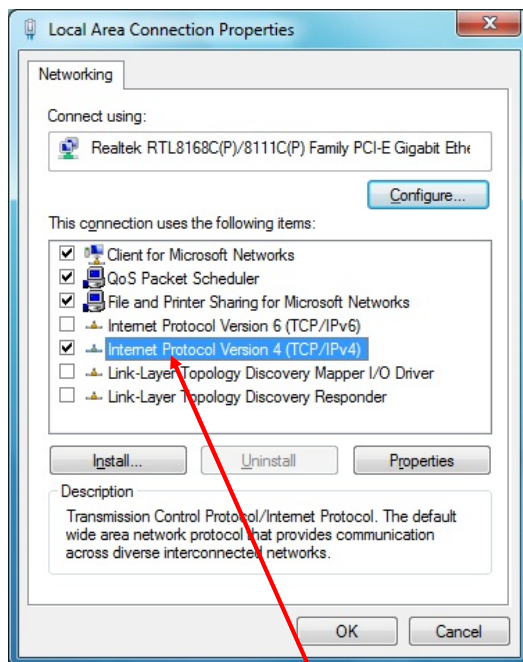 Local Area Connection Properties
Networking
Connect using:
Realtek RTL8168C(P)/8111C(P) Family PCI-E Gigabit Ethe
Configure...
This connection uses the following items:
Client for Microsoft Networks
QoS Packet Scheduler
File and Printer Sharing for Microsoft Networks
Internet Protocol Version 6 (TCP/IPv6)
Internet Protocol Version 4 (TCP/IPv4)
Link-Layer Topology Discovery Mapper I/O Driver
Link-Layer Topology Discovery Responder
Install... Uninstall Properties
Description
Transmission Control Protocol/Internet Protocol. The default
wide area network protocol that provides communication
across diverse interconnected networks.
OK Cancel